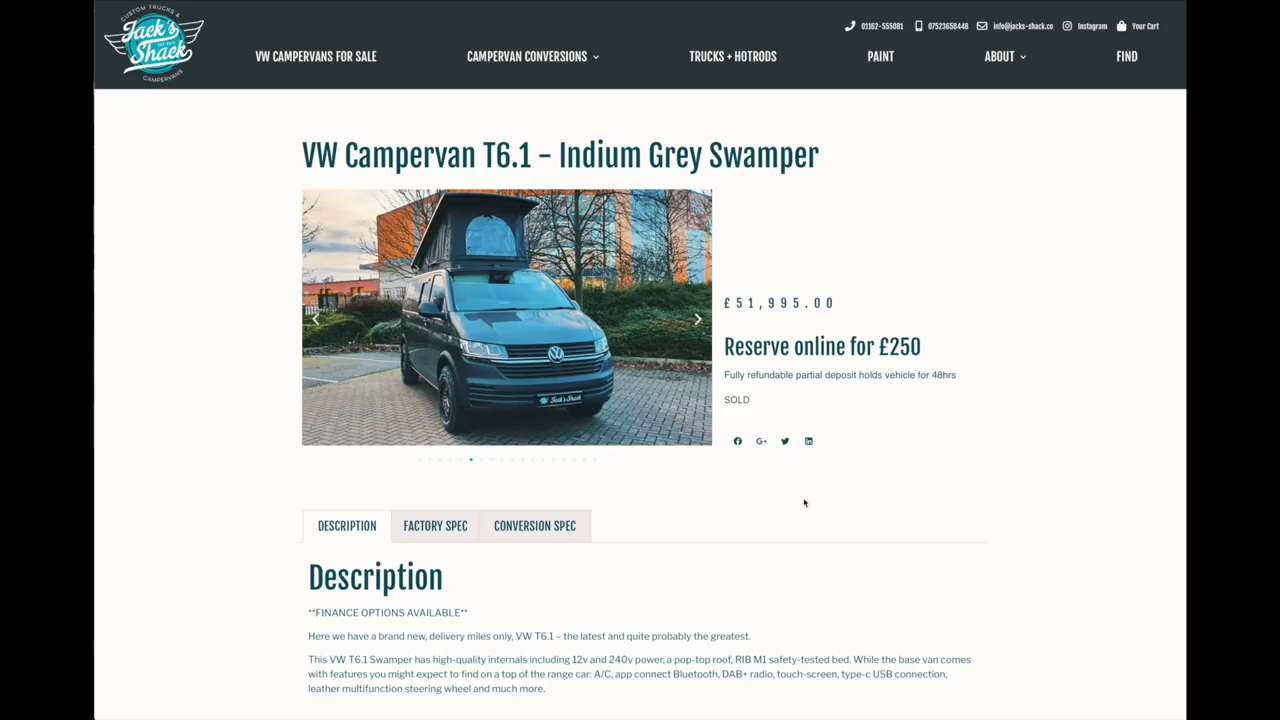 CUSTOM TRUCKS &
Jack's
Shack
CAMPERVANS
01162-555081
07523658448
info@jacks-shack.co
Instagram
Your Cart
VW CAMPERVANS FOR SALE
CAMPERVAN CONVERSIONS
TRUCKS + HOTRODS
PAINT
ABOUT
FIND
VW Campervan T6.1 – Indium Grey Swamper
Jack's Shack
£51,995.00
Reserve online for £250
Fully refundable partial deposit holds vehicle for 48hrs
SOLD
G+
DESCRIPTION
FACTORY SPEC
CONVERSION SPEC
Description
**FINANCE OPTIONS AVAILABLE**
Here we have a brand new, delivery miles only, VW T6.1 – the latest and quite probably the greatest.
This VW T6.1 Swamper has high-quality internals including 12v and 240v power, a pop-top roof, RIB M1 safety-tested bed. While the base van comes
with features you might expect to find on a top of the range car: A/C, app connect Bluetooth, DAB+ radio, touch-screen, type-c USB connection,
leather multifunction steering wheel and much more.